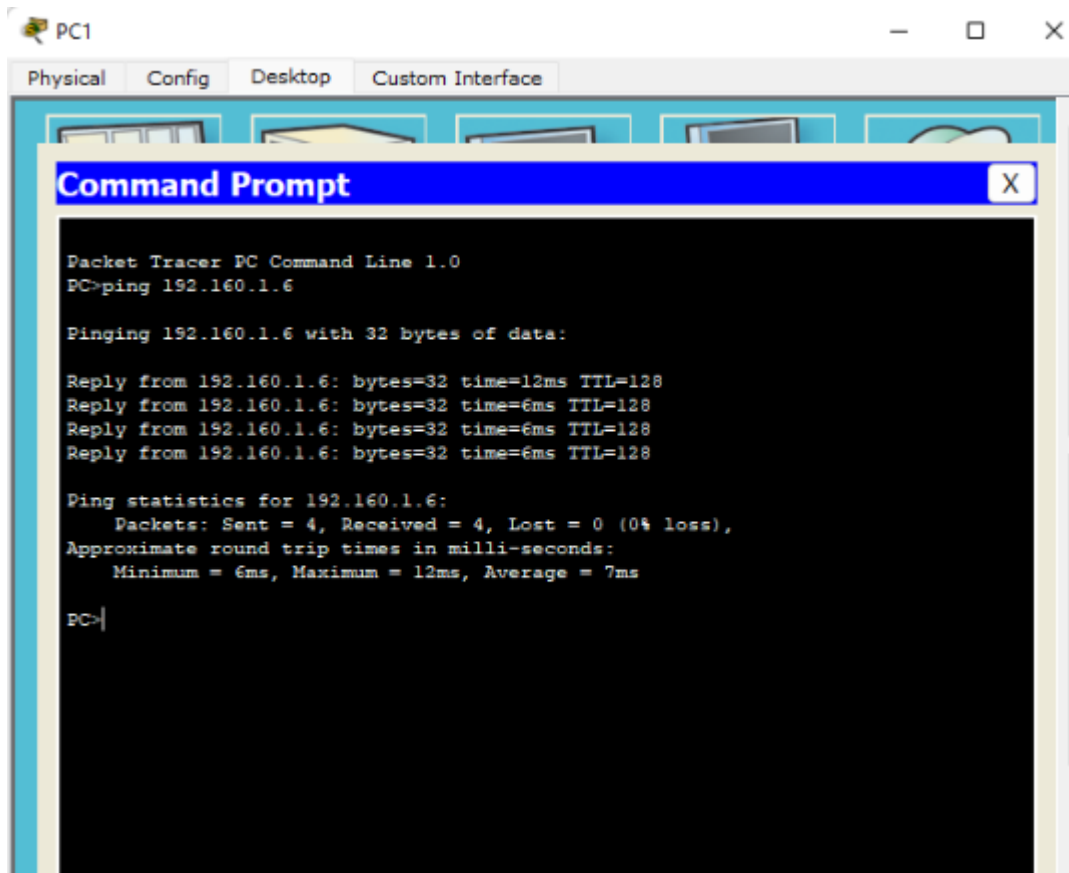 PC1
Physical Config Desktop Custom Interface
Command Prompt
X
Packet Tracer PC Command Line 1.0
PC>ping 192.160.1.6
Pinging 192.160.1.6 with 32 bytes of data:
Reply from 192.160.1.6: bytes=32 time=12ms TTL=128
Reply from 192.160.1.6: bytes=32 time=6ms TTL=128
Reply from 192.160.1.6: bytes=32 time=6ms TTL=128
Reply from 192.160.1.6: bytes=32 time=6ms TTL=128
Ping statistics for 192.160.1.6:
Packets: Sent = 4, Received = 4, Lost = 0 (0% loss),
Approximate round trip times in milli-seconds:
Minimum = 6ms, Maximum = 12ms, Average = 7ms
PC>